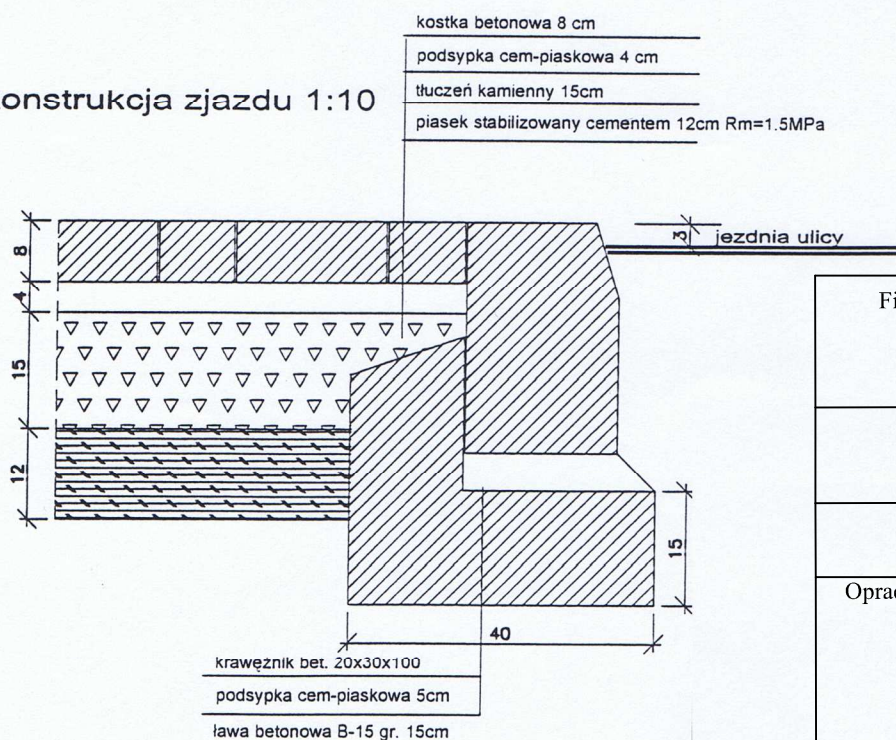 kostka betonowa 8 cm
podsypka cem-piaskowa 4 cm
onstrukcja zjazdu 1:10
tłuczeń kamienny 15cm
piasek stabilizowany cementem 12cm Rm=1.5MPa
3
jezdnia ulicy
8
4
15
12
15
40
krawężnik bet. 20x30x100
podsypka cem-piaskowa 5cm
ława betonowa B-15 gr. 15cm
Fi
Oprac